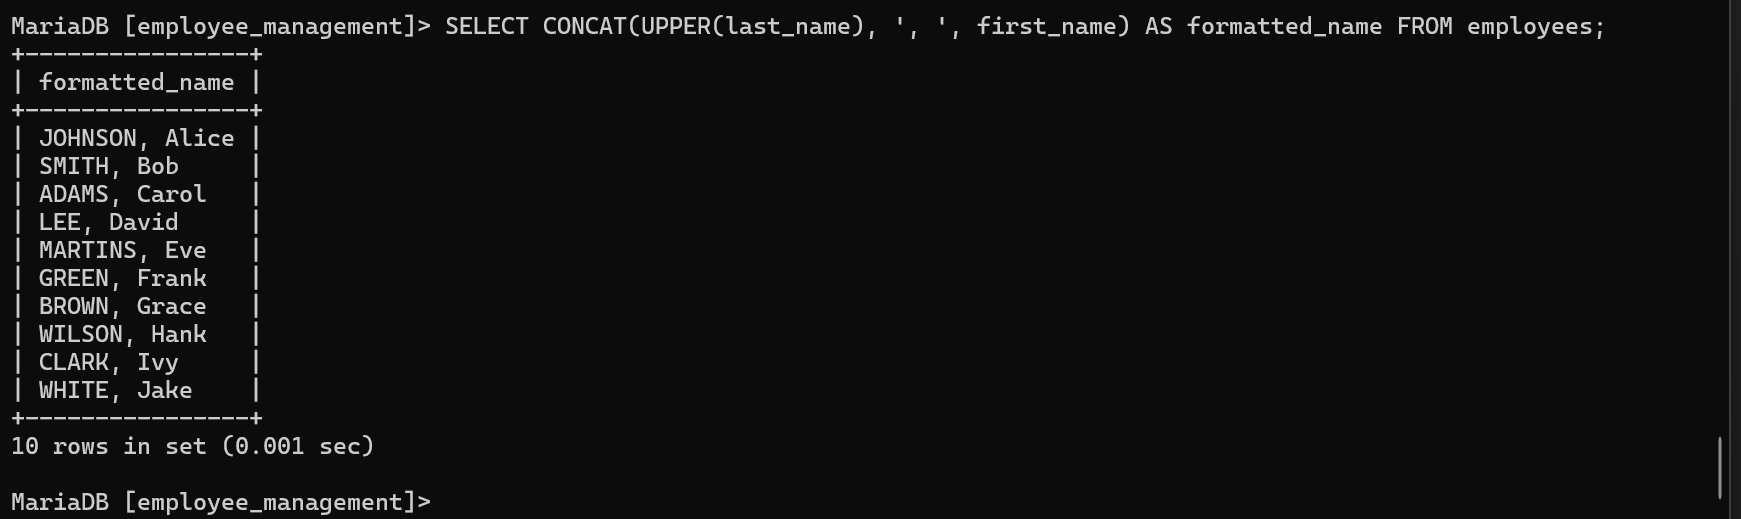 MariaDB [employee_management]> SELECT CONCAT(UPPER(last_name), ', ', first_name) AS formatted_name FROM employees;
+----------------+
| formatted_name |
+----------------+
| JOHNSON, Alice |
| SMITH, Bob     |
| ADAMS, Carol   |
| LEE, David     |
| MARTINS, Eve   |
| GREEN, Frank   |
| BROWN, Grace   |
| WILSON, Hank   |
| CLARK, Ivy     |
| WHITE, Jake    |
+----------------+
10 rows in set (0.001 sec)
MariaDB [employee_management]>